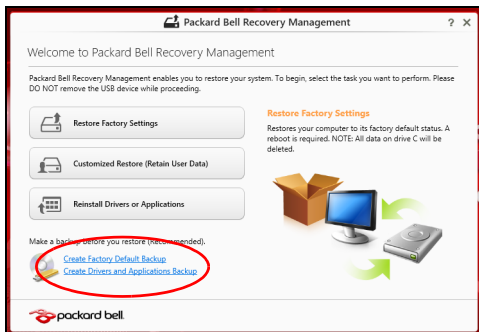 Packard Bell Recovery Management
? ×
Welcome to Packard Bell Recovery Management
Packard Bell Recovery Management enables you to restore your system. To begin, select the task you want to perform. Please
DO NOT remove the USB device while proceeding.
Restore Factory Settings
Customized Restore (Retain User Data)
Reinstall Drivers or Applications
Restore Factory Settings
Restores your computer to its factory default status. A
reboot is required. NOTE: All data on drive C will be
deleted.
Make a backup before you restore (Recommended).
Create Factory Default Backup
Create Drivers and Applications Backup
packard bell.